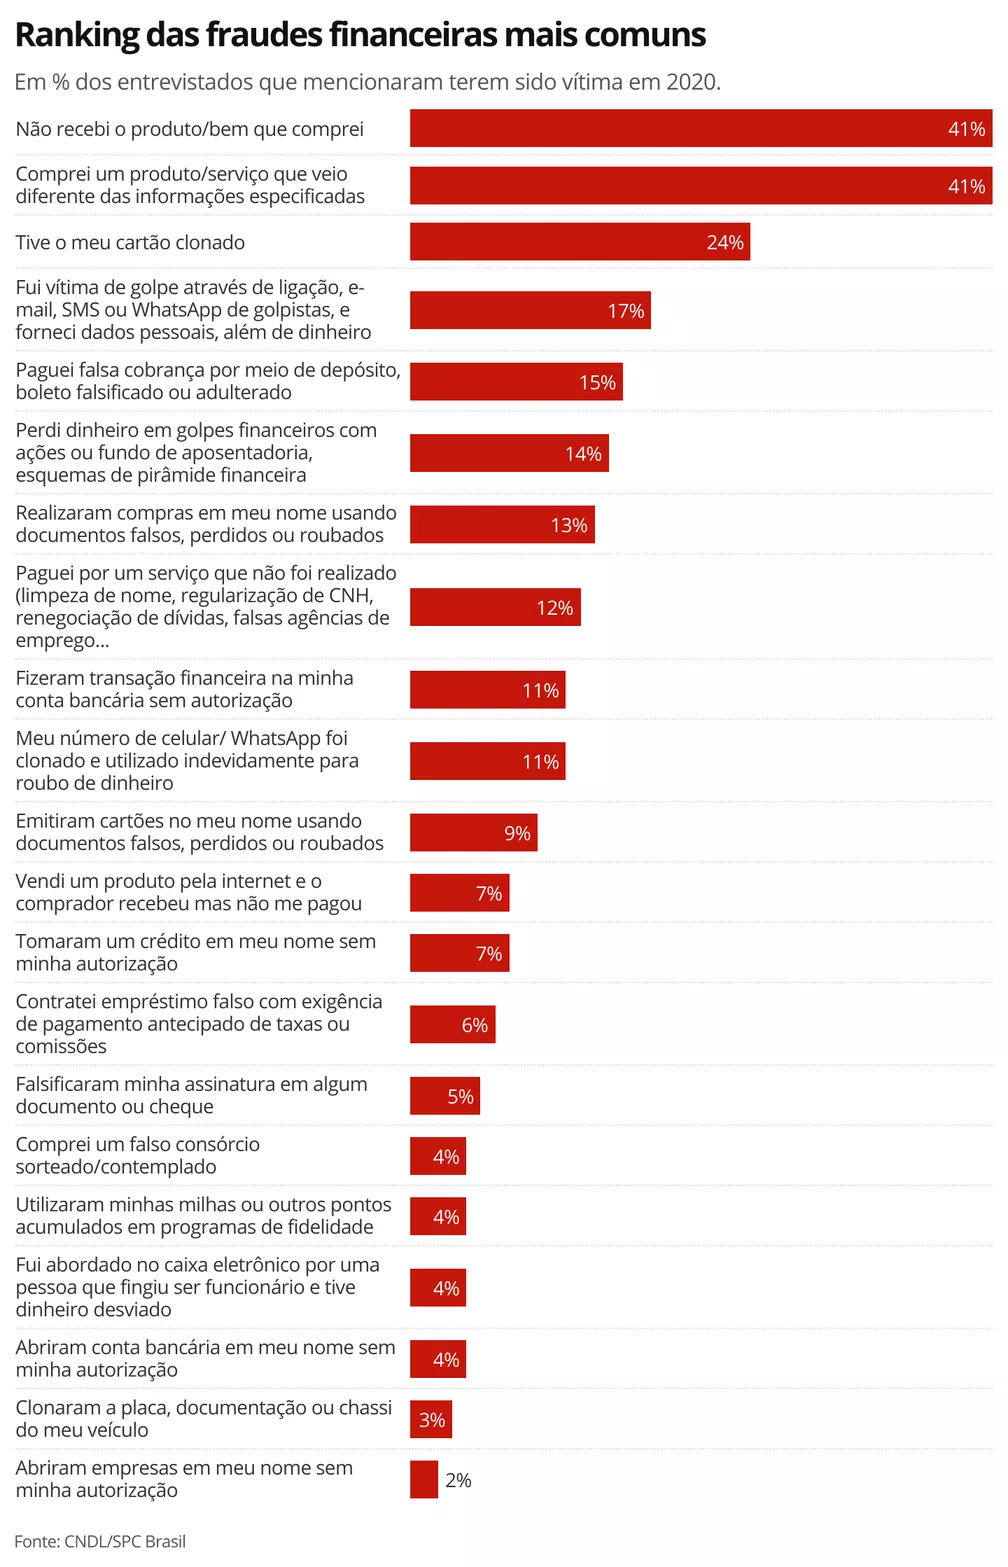 Ranking das fraudes financeiras mais comuns
Em % dos entrevistados que mencionaram terem sido vítima em 2020.
Não recebi o produto/bem que comprei
41%
Comprei um produto/serviço que veio
diferente das informações especificadas
41%
Tive o meu cartão clonado
24%
Fui vítima de golpe através de ligação, e-
mail, SMS ou WhatsApp de golpistas, e
forneci dados pessoais, além de dinheiro
17%
Paguei falsa cobrança por meio de depósito,
boleto falsificado ou adulterado
15%
Perdi dinheiro em golpes financeiros com
ações ou fundo de aposentadoria,
esquemas de pirâmide financeira
14%
Realizaram compras em meu nome usando
documentos falsos, perdidos ou roubados
13%
Paguei por um serviço que não foi realizado
(limpeza de nome, regularização de CNH,
renegociação de dívidas, falsas agências de
emprego...
12%
Fizeram transação financeira na minha
conta bancária sem autorização
11%
Meu número de celular/ WhatsApp foi
clonado e utilizado indevidamente para
roubo de dinheiro
11%
Emitiram cartões no meu nome usando
documentos falsos, perdidos ou roubados
9%
Vendi um produto pela internet e o
comprador recebeu mas não me pagou
7%
Tomaram um crédito em meu nome sem
minha autorização
7%
Contratei empréstimo falso com exigência
de pagamento antecipado de taxas ou
comissões
6%
Falsificaram minha assinatura em algum
documento ou cheque
5%
Comprei um falso consórcio
sorteado/contemplado
4%
Utilizaram minhas milhas ou outros pontos
acumulados em programas de fidelidade
4%
Fui abordado no caixa eletrônico por uma
pessoa que fingiu ser funcionário e tive
dinheiro desviado
4%
Abriram conta bancária em meu nome sem
minha autorização
4%
Clonaram a placa, documentação ou chassi
do meu veículo
3%
Abriram empresas em meu nome sem
minha autorização
2%
Fonte: CNDL/SPC Brasil